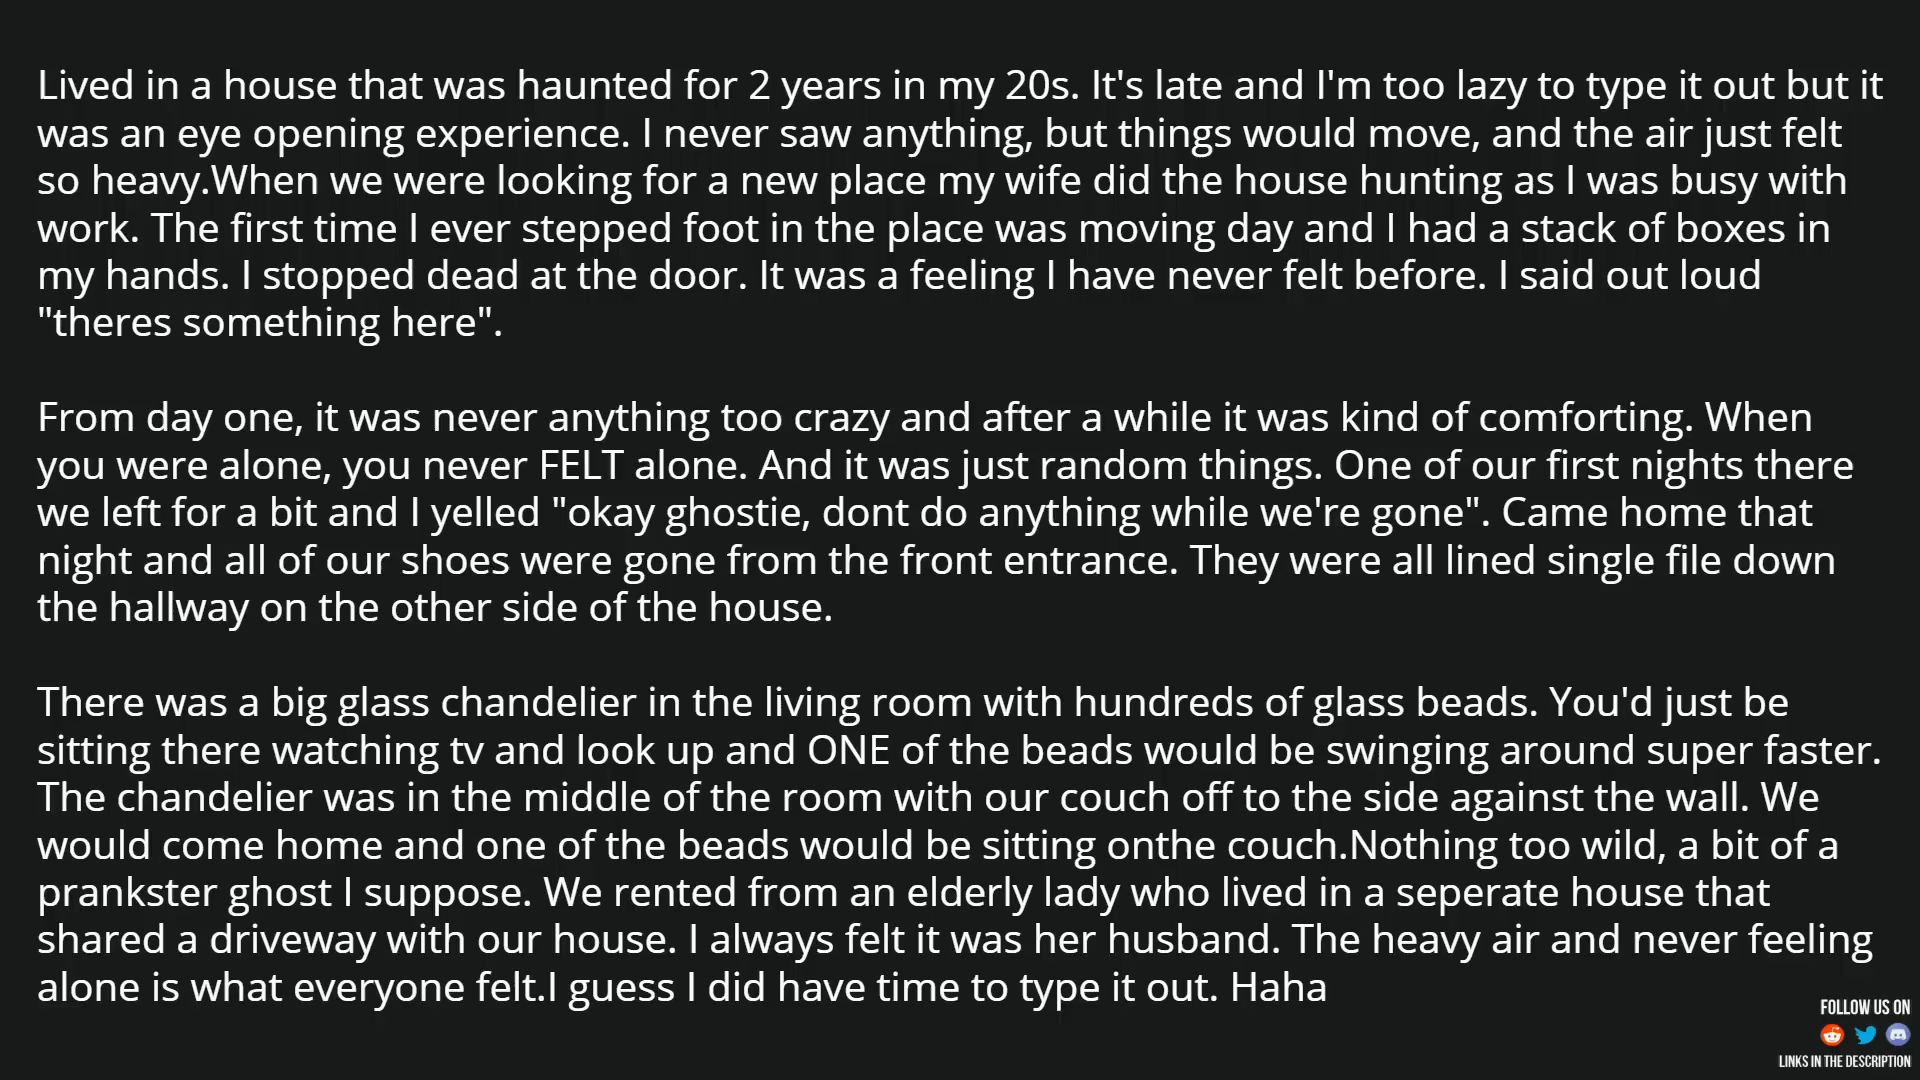 Lived in a house that was haunted for 2 years in my 20s. It's late and I'm too lazy to type it out but it
was an eye opening experience. I never saw anything, but things would move, and the air just felt
so heavy.When we were looking for a new place my wife did the house hunting as I was busy with
work. The first time I ever stepped foot in the place was moving day and I had a stack of boxes in
my hands. I stopped dead at the door. It was a feeling I have never felt before. I said out loud
"theres something here".
From day one, it was never anything too crazy and after a while it was kind of comforting. When
you were alone, you never FELT alone. And it was just random things. One of our first nights there
we left for a bit and I yelled "okay ghostie, dont do anything while we're gone". Came home that
night and all of our shoes were gone from the front entrance. They were all lined single file down
the hallway on the other side of the house.
There was a big glass chandelier in the living room with hundreds of glass beads. You'd just be
sitting there watching tv and look up and ONE of the beads would be swinging around super faster.
The chandelier was in the middle of the room with our couch off to the side against the wall. We
would come home and one of the beads would be sitting onthe couch.Nothing too wild, a bit of a
prankster ghost I suppose. We rented from an elderly lady who lived in a seperate house that
shared a driveway with our house. I always felt it was her husband. The heavy air and never feeling
alone is what everyone felt.I guess I did have time to type it out. Haha
FOLLOW US ON
LINKS IN THE DESCRIPTION